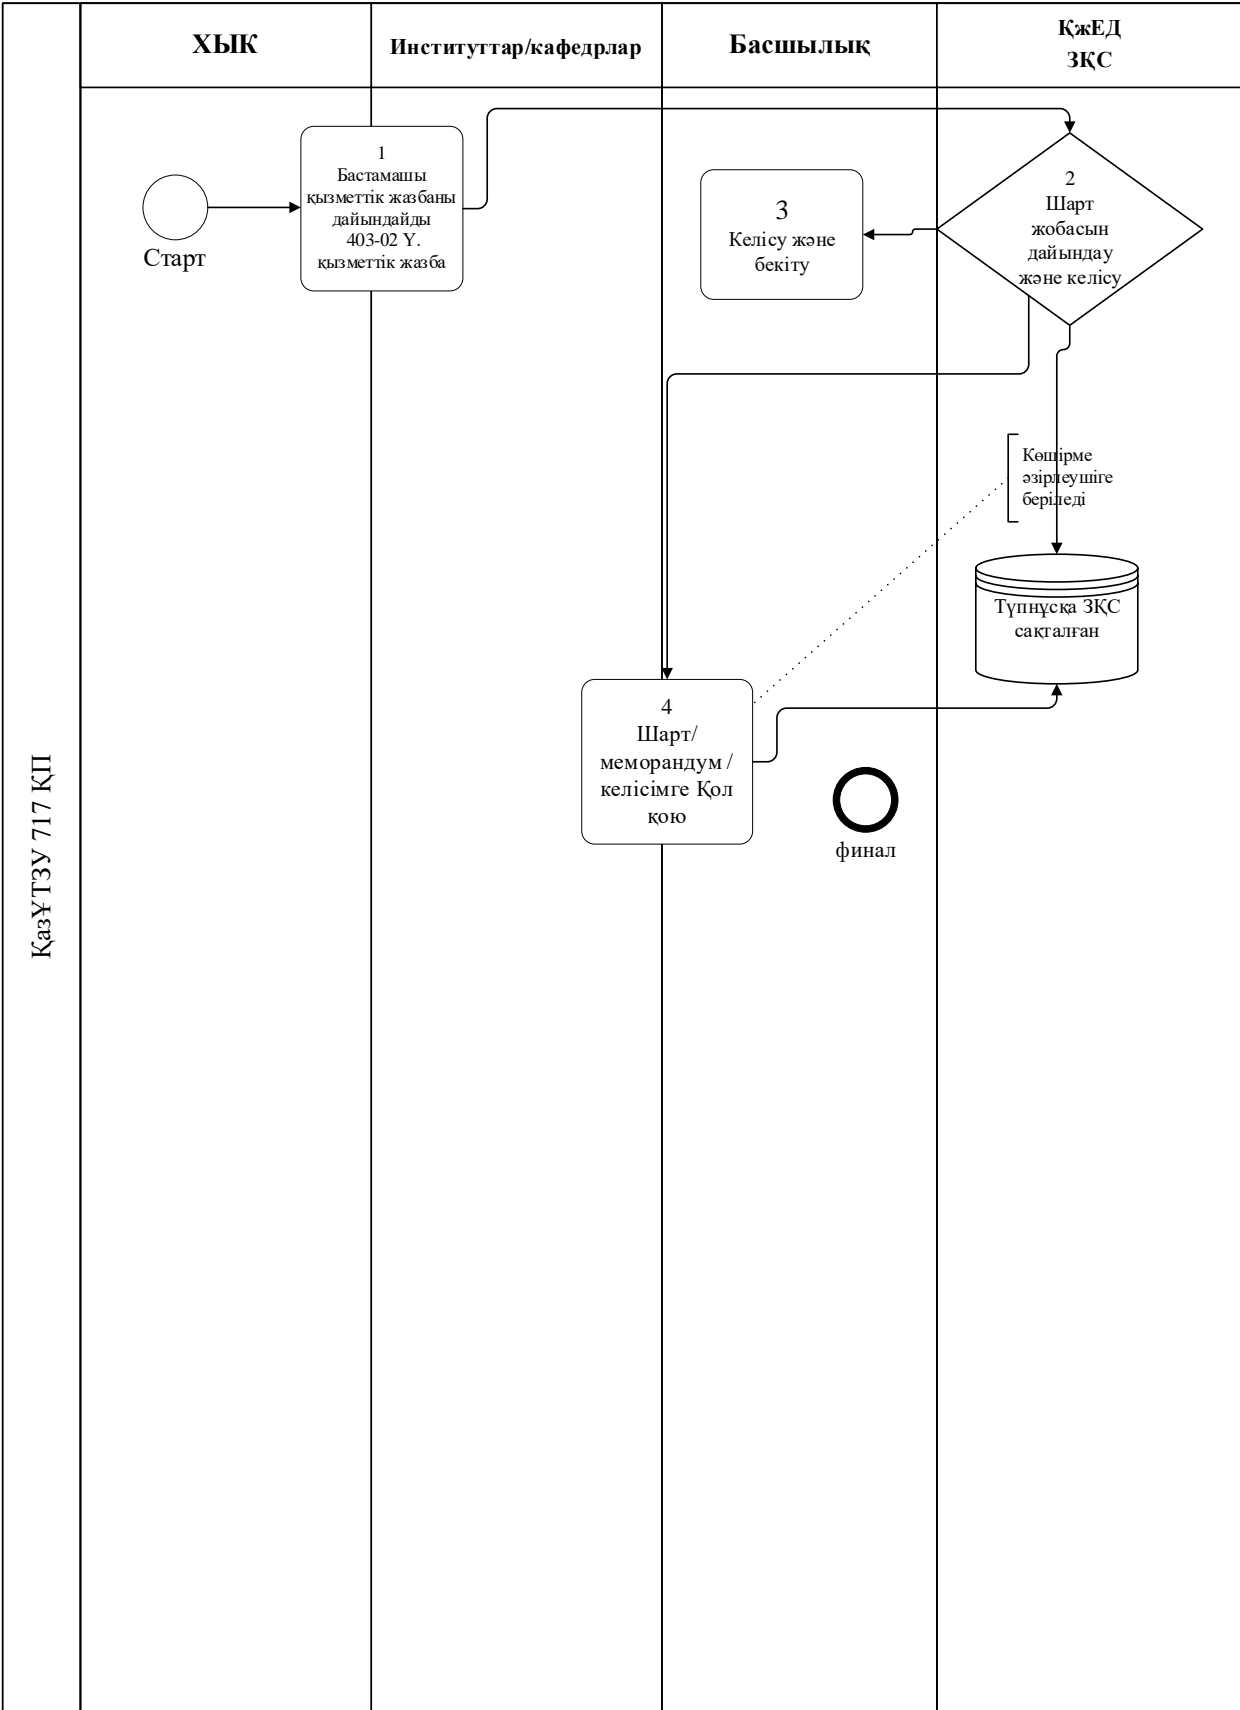 ХЫК
Институттар/кафедрлар
Басшылық
ҚжЕД
ЗҚС
1
Бастамашы
қызметтік жазбаны
дайындайды
403-02 Ү.
қызметтік жазба
Старт
2
Шарт
жобасын
дайындау
және келісу
3
Келісу және
бекіту
Көшірме
әзірлеушіге
беріледі
Түпнұсқа ЗҚС
сақталған
4
Шарт/
меморандум /
келісімге Қол
қою
финал
ҚазҰТЗУ 717 ҚП